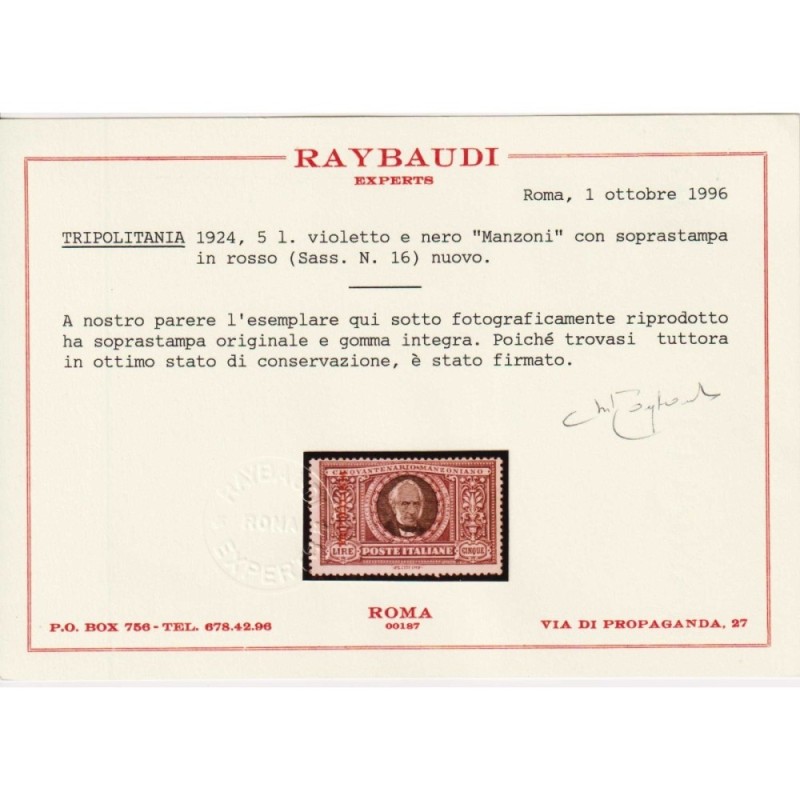 RAYBAUDI
EXPERTS
Roma, 1 ottobre 1996
TRIPOLITANIA 1924, 5 l. violetto e nero "Manzoni" con soprastampa
in rosso (Sass. N. 16) nuovo.
A nostro parere l'esemplare qui sotto fotograficamente riprodotto
ha soprastampa originale e gomma integra. Poiché trovasi tuttora
in ottimo stato di conservazione, è stato firmato.
RAYBAUDI
ROMA
EXPERTS
CINQVANTENARIO MANZONIANO
LIRE POSTE ITALIANE CINQUE
ROMA
00187
P.O. BOX 756 - TEL. 678.42.96
VIA DI PROPAGANDA, 27